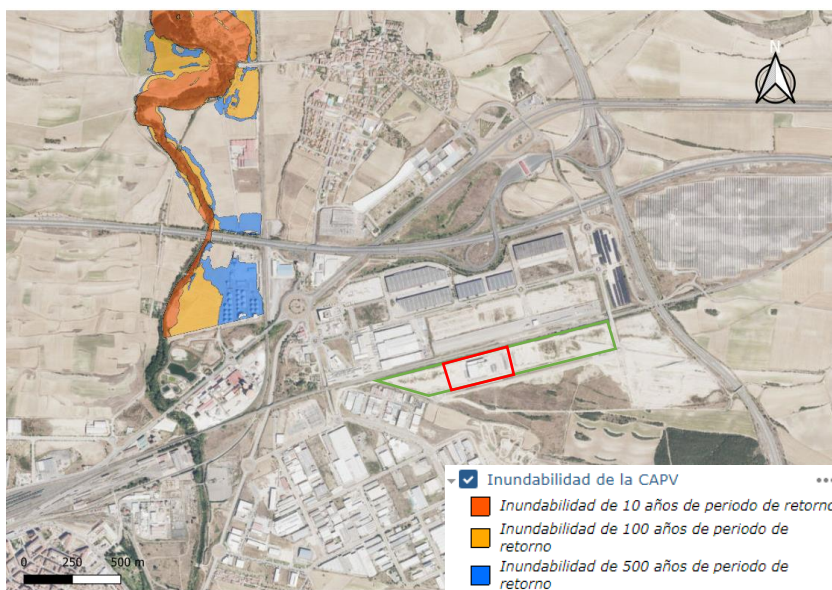 N
Inundabilidad de la CAPV
Inundabilidad de 10 años de periodo de retorno
Inundabilidad de 100 años de periodo de
retorno
Inundabilidad de 500 años de periodo de
retorno
0 250 500 m